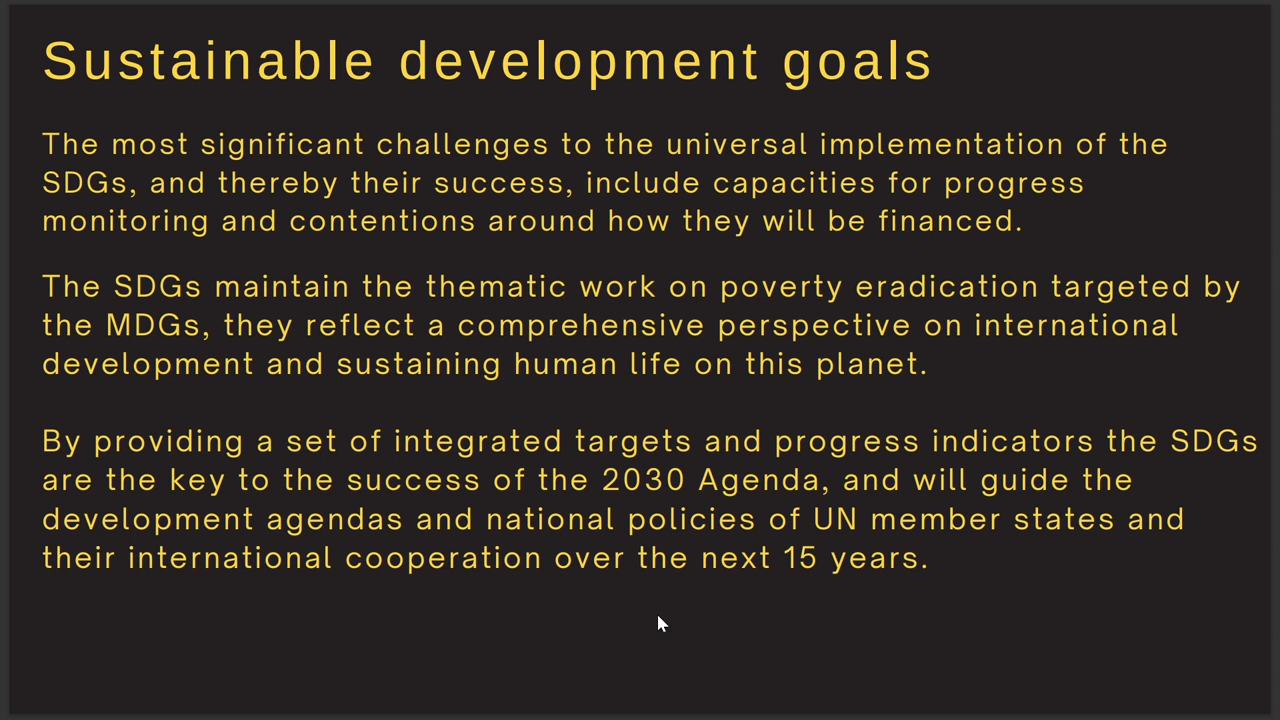 Sustainable development goals
The most significant challenges to the universal implementation of the
SDGs, and thereby their success, include capacities for progress
monitoring and contentions around how they will be financed.
The SDGs maintain the thematic work on poverty eradication targeted by
the MDGs, they reflect a comprehensive perspective on international
development and sustaining human life on this planet.
By providing a set of integrated targets and progress indicators the SDGs
are the key to the success of the 2030 Agenda, and will guide the
development agendas and national policies of UN member states and
their international cooperation over the next 15 years.